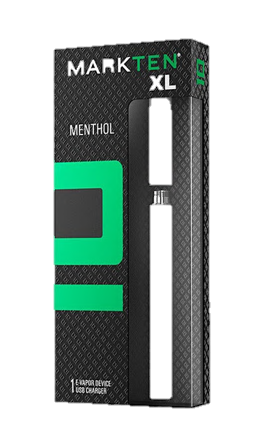 MARKTEN®
XL
MENTHOL
1 E-VAPOR DEVICE
USB CHARGER